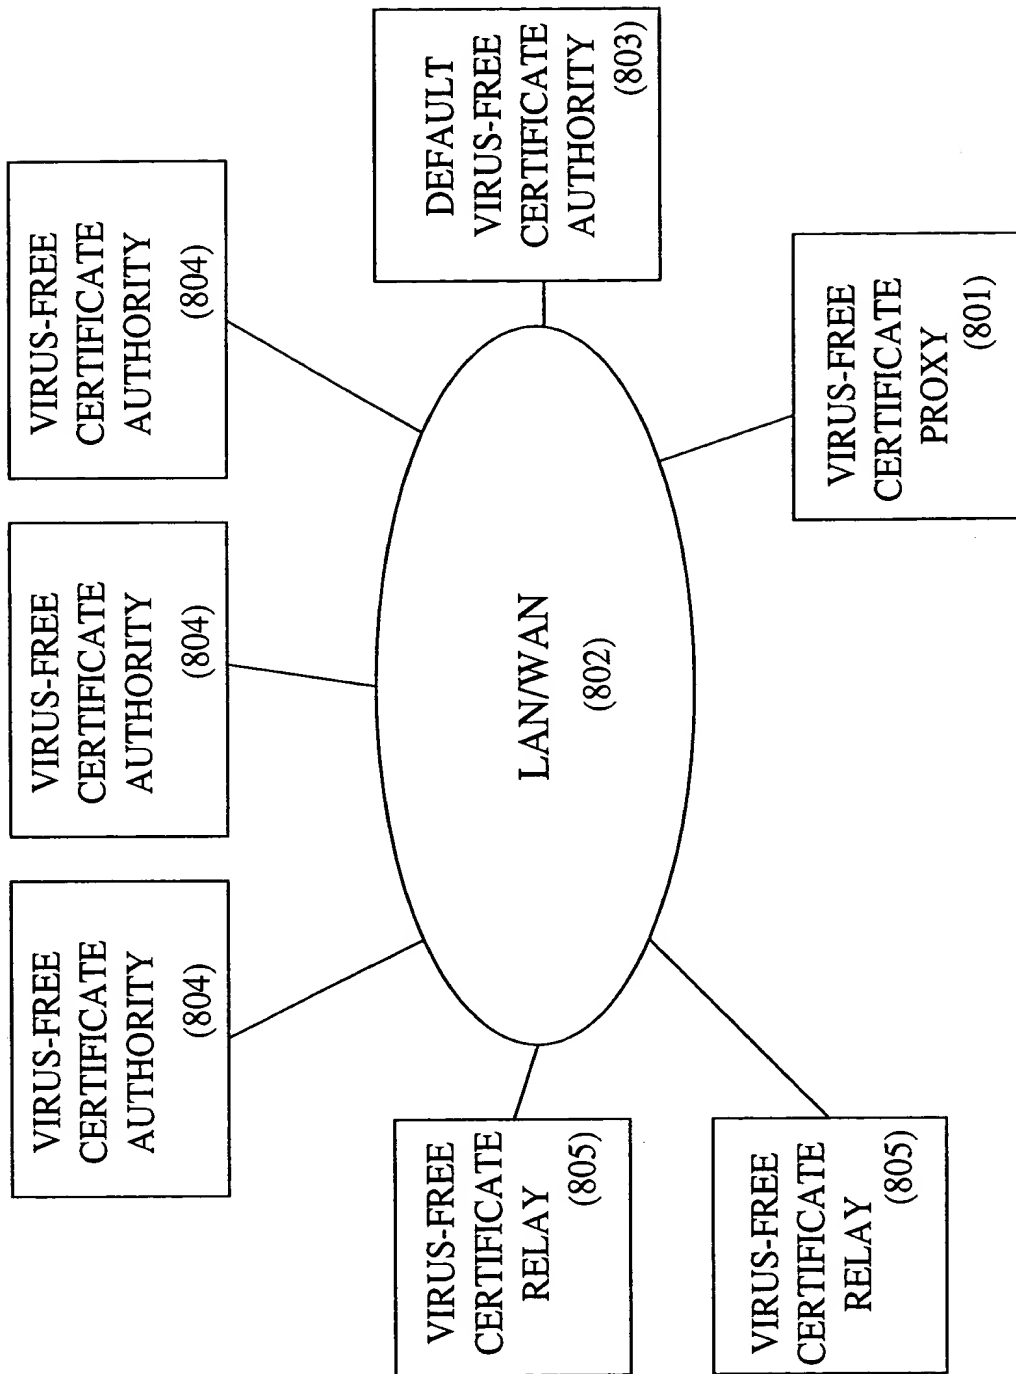 VIRUS-FREE
CERTIFICATE
AUTHORITY
(804)
VIRUS-FREE
CERTIFICATE
AUTHORITY
(804)
VIRUS-FREE
CERTIFICATE
AUTHORITY
(804)
VIRUS-FREE
CERTIFICATE
RELAY
(805)
LAN/WAN
(802)
DEFAULT
VIRUS-FREE
CERTIFICATE
AUTHORITY
(803)
VIRUS-FREE
CERTIFICATE
RELAY
(805)
VIRUS-FREE
CERTIFICATE
PROXY
(801)